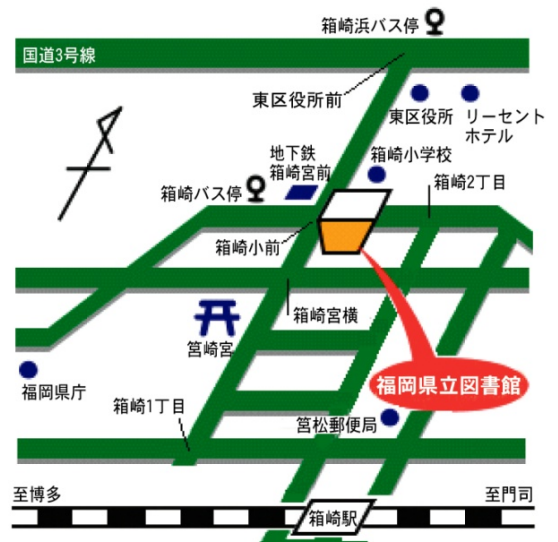 箱崎浜バス停
国道3号線
東区役所前
東区役所
リーセント
ホテル
地下鉄
箱崎宮前
箱崎小学校
箱崎バス停
箱崎2丁目
箱崎小前
箱崎宮横
筥崎宮
福岡県庁
福岡県立図書館
箱崎1丁目
筥松郵便局
至博多
至門司
箱崎駅